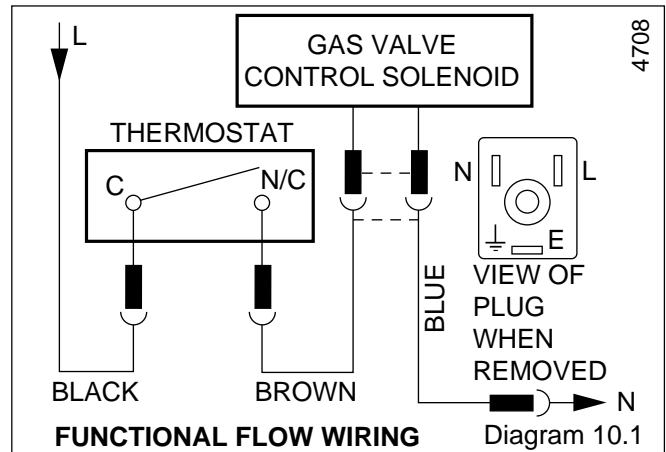 L
4708
GAS VALVE
CONTROL SOLENOID
THERMOSTAT
C
N/C
N
L
E
VIEW OF
PLUG
WHEN
REMOVED
BLUE
BLACK
BROWN
N
FUNCTIONAL FLOW WIRING
Diagram 10.1